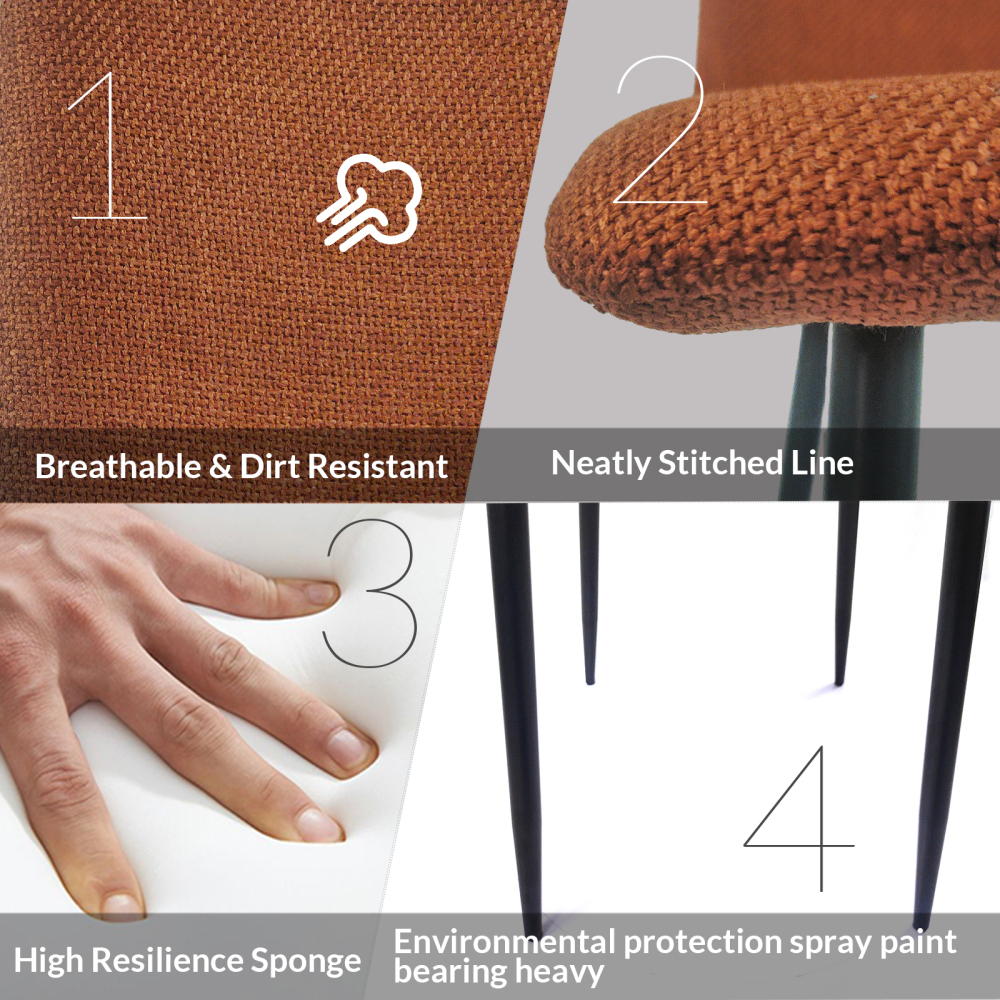 1
2
Breathable & Dirt Resistant
Neatly Stitched Line
3
4
High Resilience Sponge
Environmental protection spray paint
bearing heavy